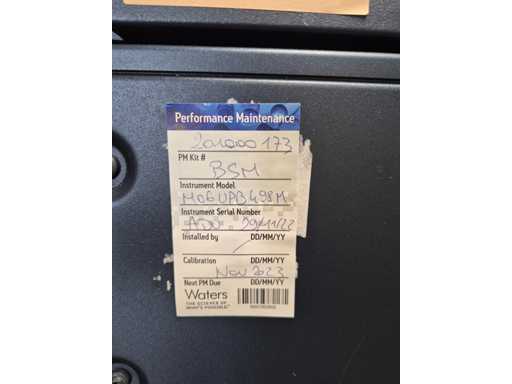 Performance Maintenance
201000173
PM Kit #
BSM
Instrument Model
M06UPB498M
Instrument Serial Number
29/11/22
Installed by DD/MM/YY
Calibration DD/MM/YY
Nov 2023
Next PM Due DD/MM/YY
Waters
THE SCIENCE OF
WHAT'S POSSIBLE.™